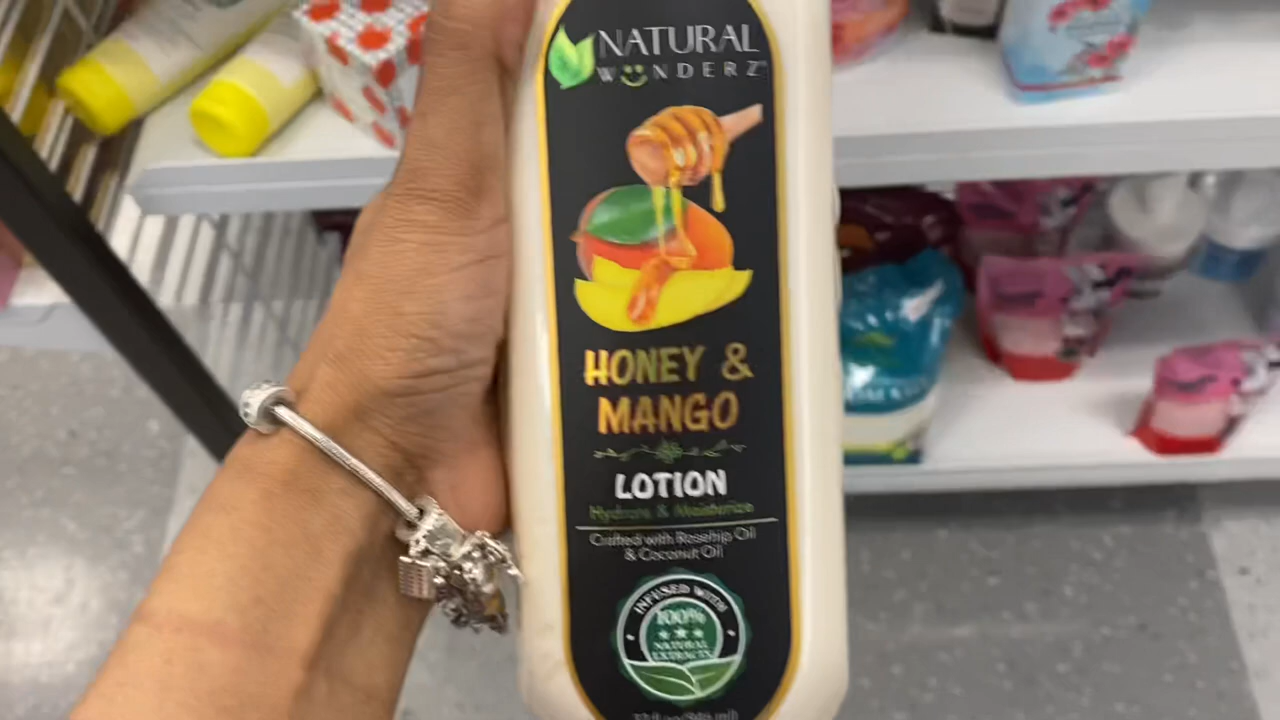 NATURAL
WONDERZ
HONEY &
MANGO
LOTION
Hydrate & Moisturize
Crafted with Rosehip Oil
& Coconut Oil
INFUSED WITH
100%
NATURAL
EXTRACTS